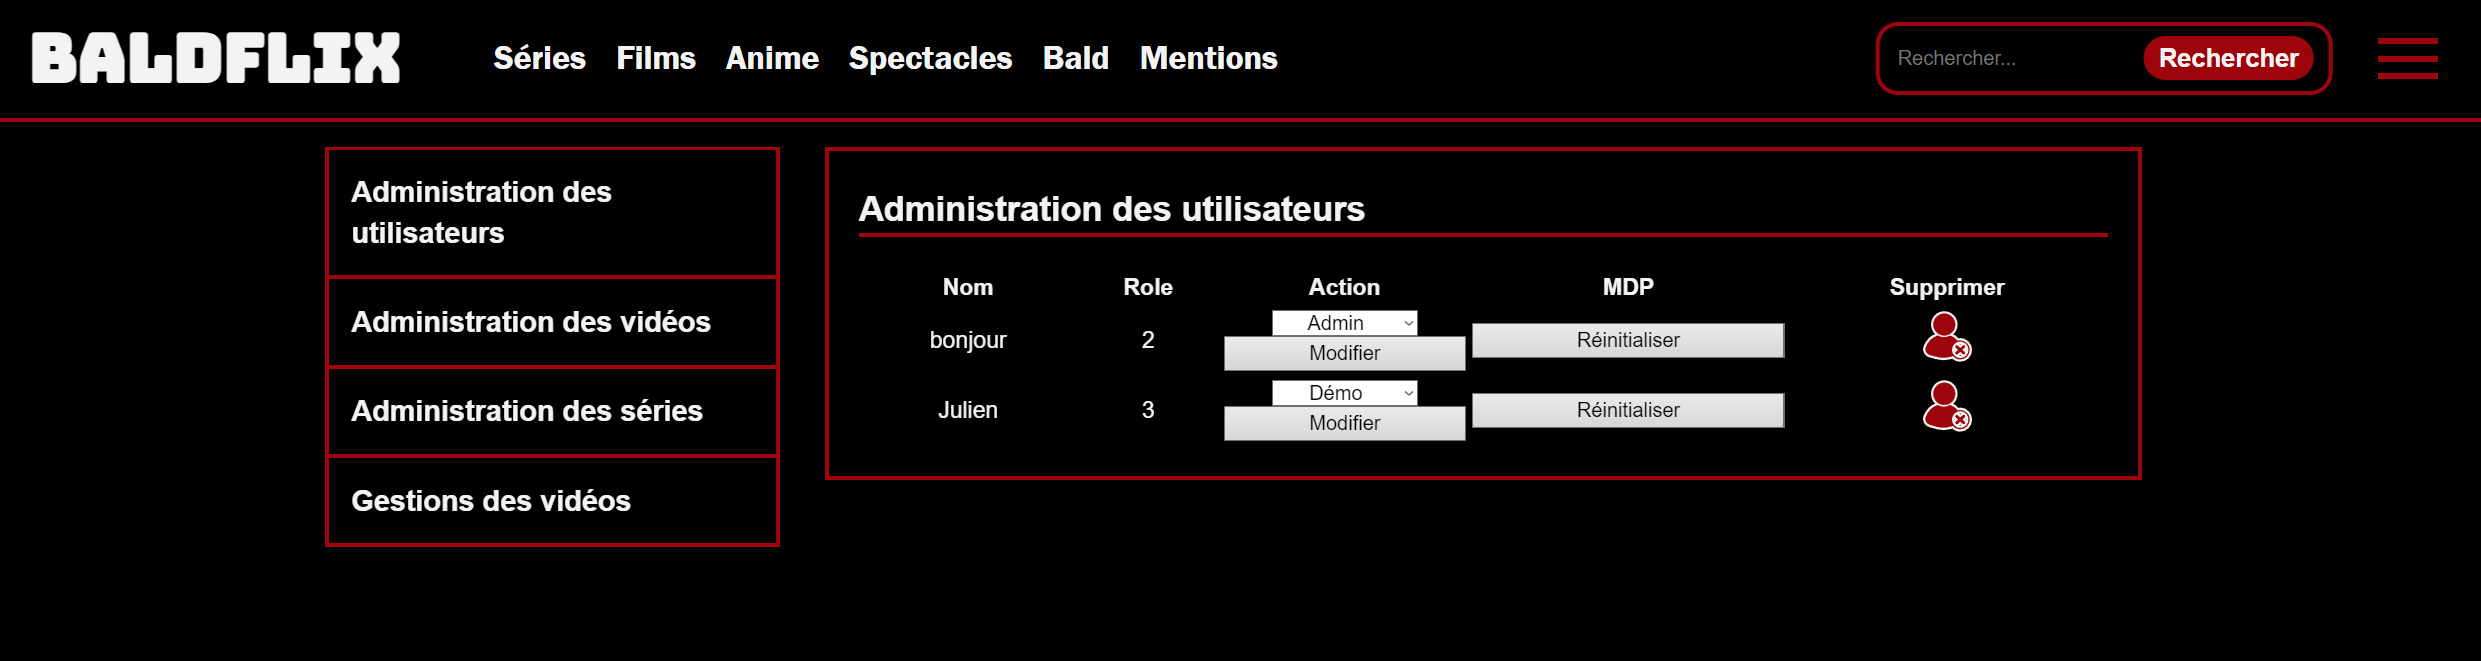 BALDFLIX
Séries Films Anime Spectacles Bald Mentions
Rechercher... Rechercher
Administration des
utilisateurs
Administration des vidéos
Administration des séries
Gestions des vidéos
Administration des utilisateurs
Nom Role Action MDP Supprimer
bonjour 2 Admin Modifier Réinitialiser
Julien 3 Démo Modifier Réinitialiser